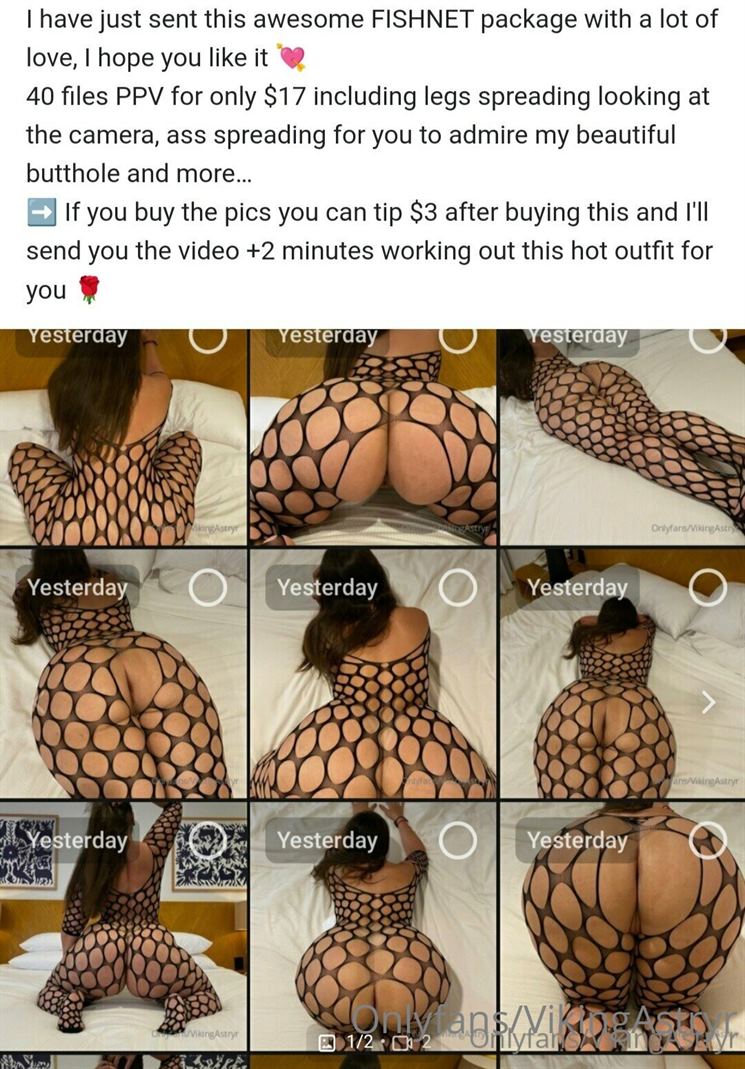 I have just sent this awesome FISHNET package with a lot of
love, I hope you like it 💘
40 files PPV for only $17 including legs spreading looking at
the camera, ass spreading for you to admire my beautiful
butthole and more...
➡️ If you buy the pics you can tip $3 after buying this and I'll
send you the video +2 minutes working out this hot outfit for
you 🌹
Yesterday
Yesterday
Yesterday
VikingAstryr
Onlyfans/VikingAstryr
Yesterday
Yesterday
Yesterday
Yesterday
Yesterday
Yesterday
/VikingAstryr
Onlyfans/VikingAstryr
1/2 • 2